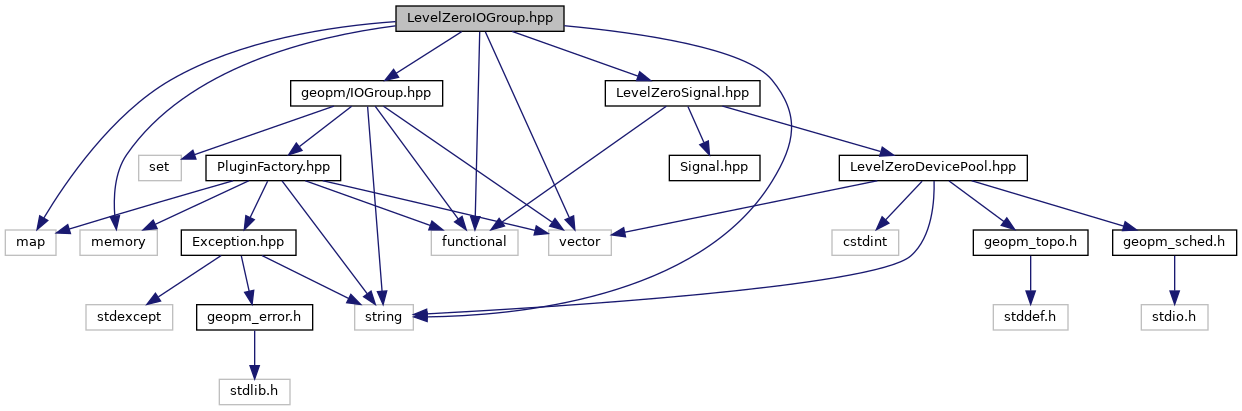 LevelZeroIOGroup.hpp
geopm/IOGroup.hpp
LevelZeroSignal.hpp
set
PluginFactory.hpp
Signal.hpp
LevelZeroDevicePool.hpp
map
memory
Exception.hpp
functional
vector
cstdint
geopm_topo.h
geopm_sched.h
stdexcept
geopm_error.h
string
stddef.h
stdio.h
stdlib.h